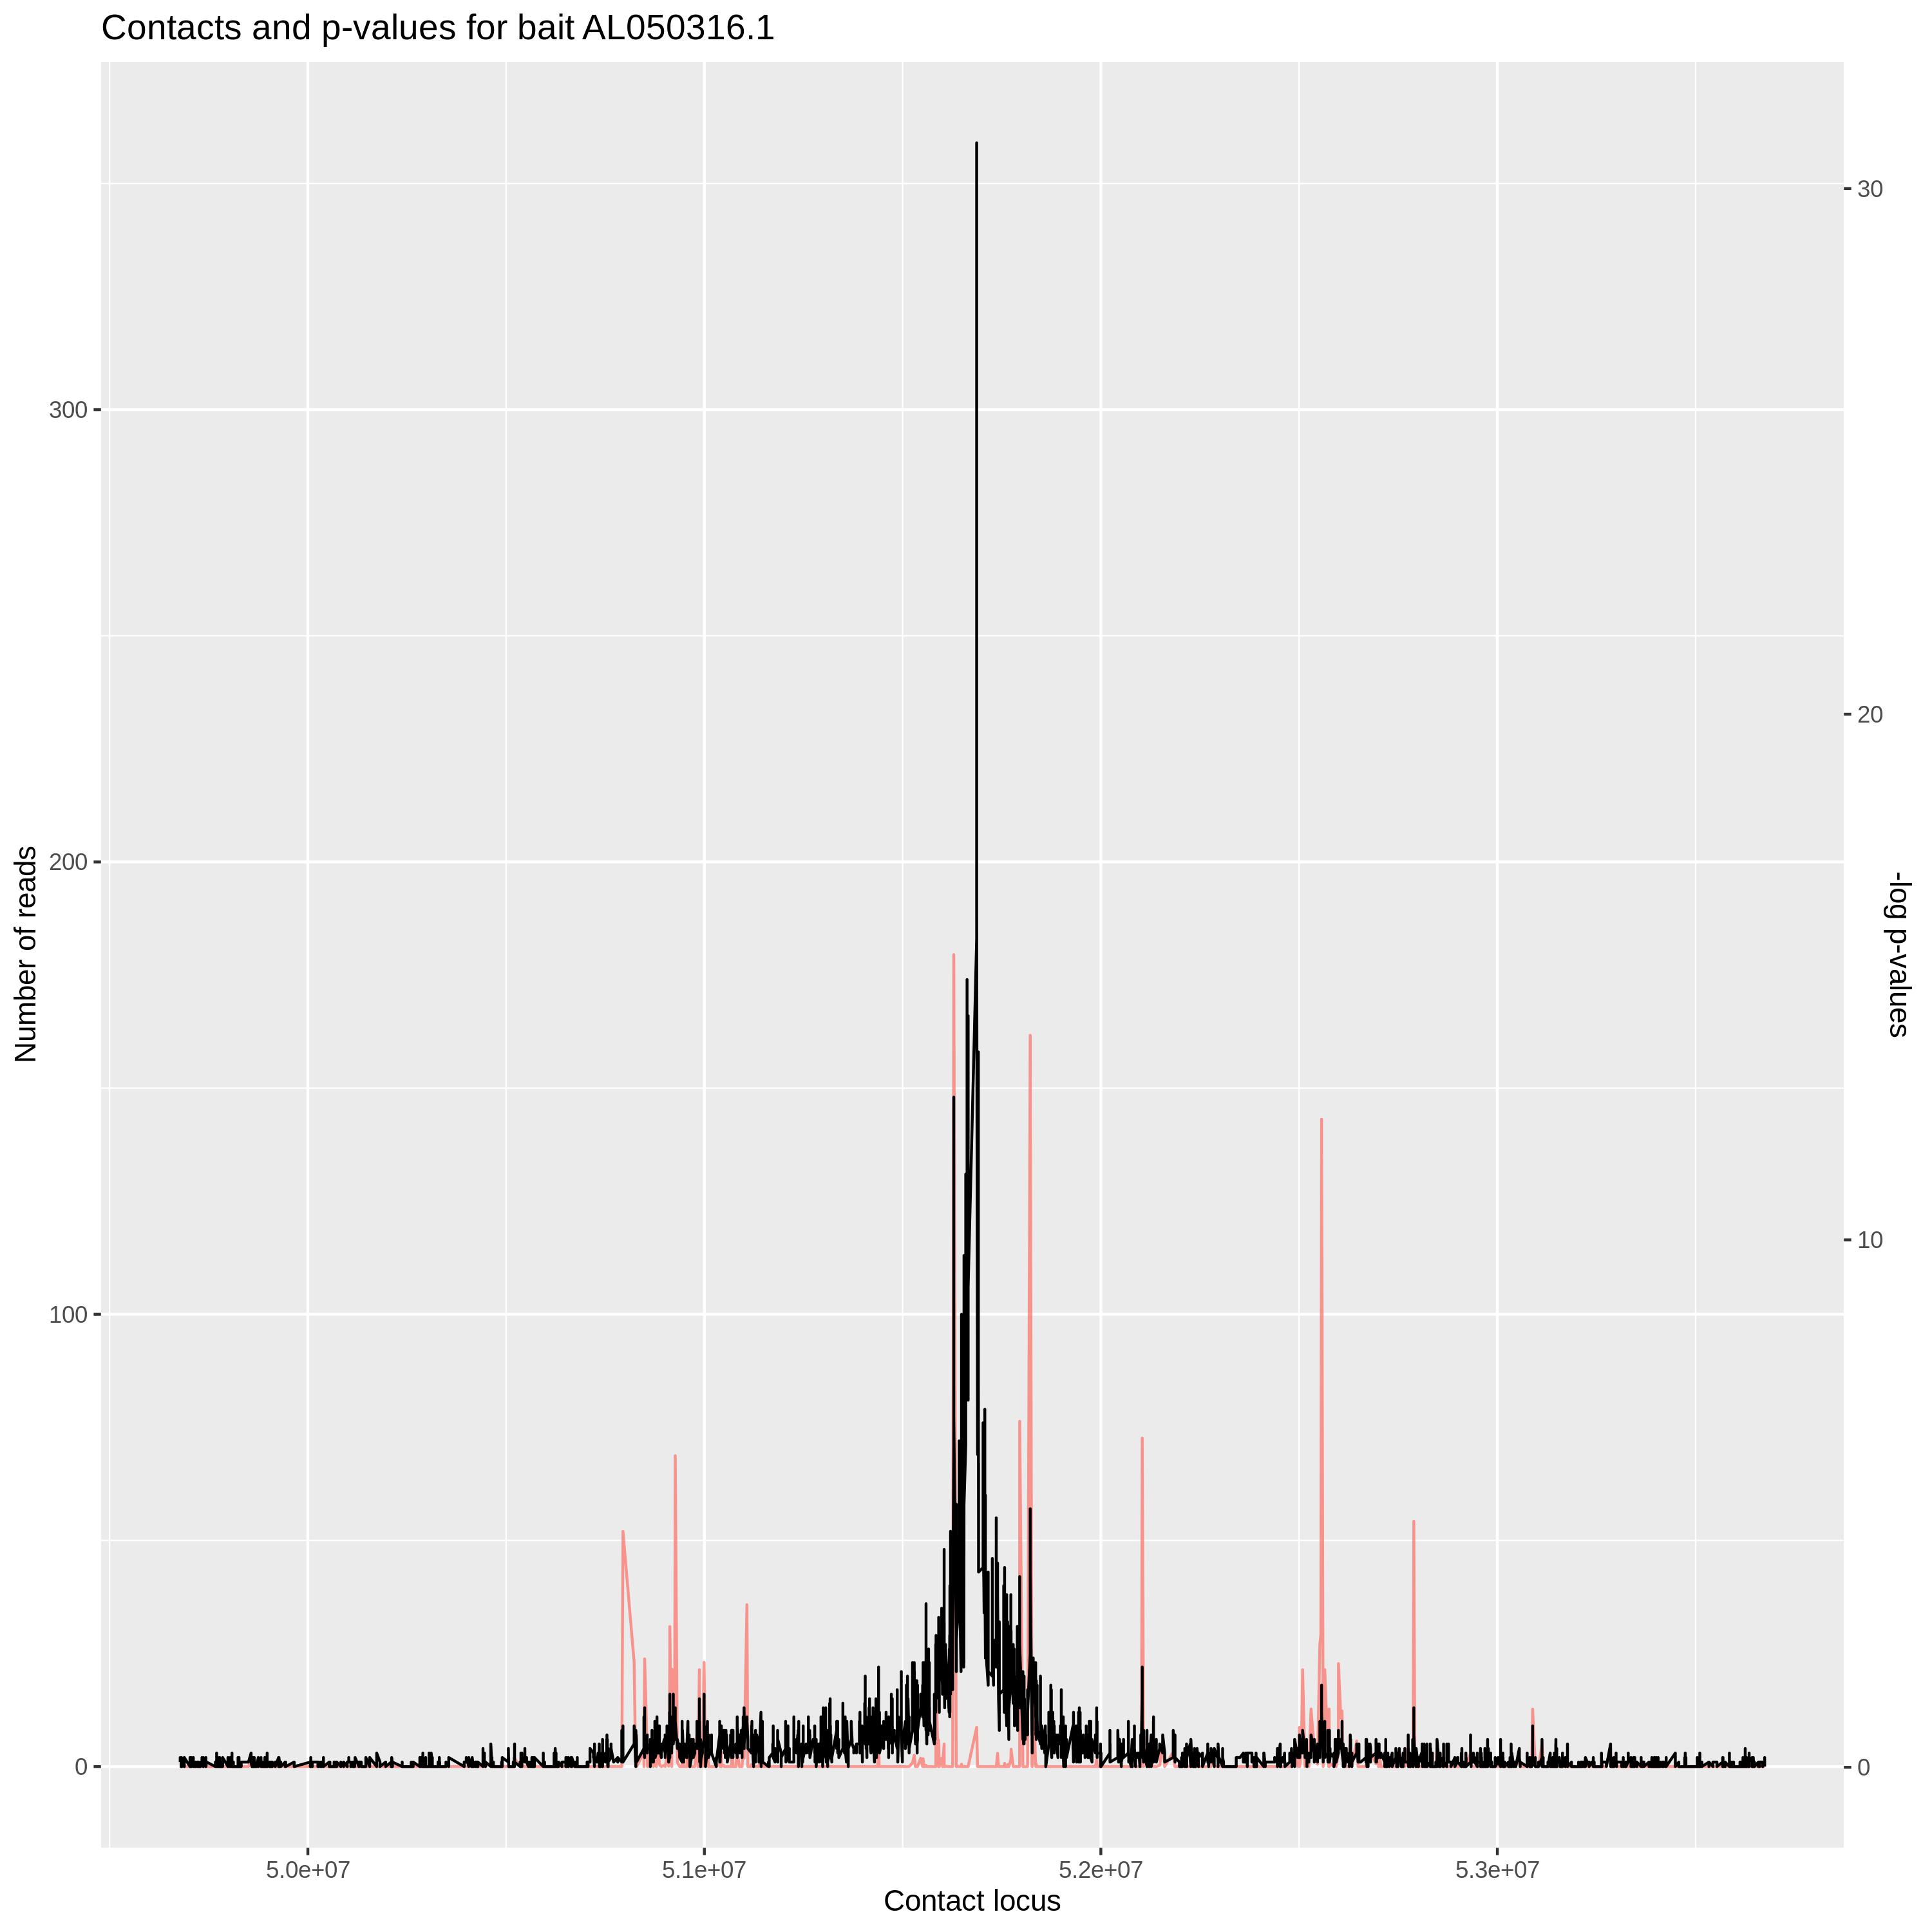 Contacts and p-values for bait AL050316.1
300
200
100
0
Number of reads
30
20
10
0
-log p-values
5.0e+07
5.1e+07
5.2e+07
5.3e+07
Contact locus